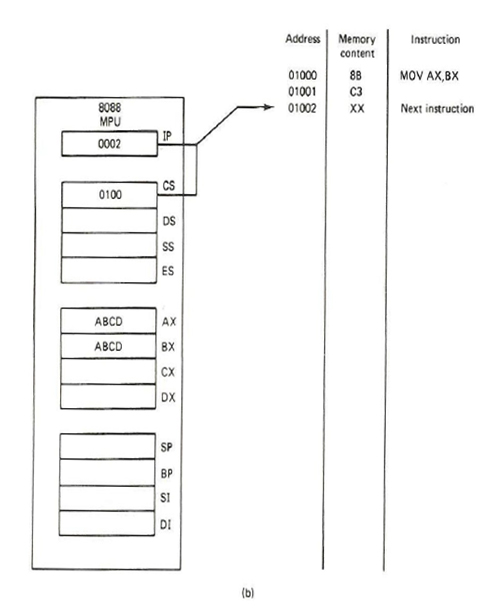 Address Memory content Instruction
01000 8B MOV AX,BX
01001 C3
01002 XX Next instruction
8088
MPU
0002 IP
0100 CS
DS
SS
ES
ABCD AX
ABCD BX
CX
DX
SP
BP
SI
DI
(b)